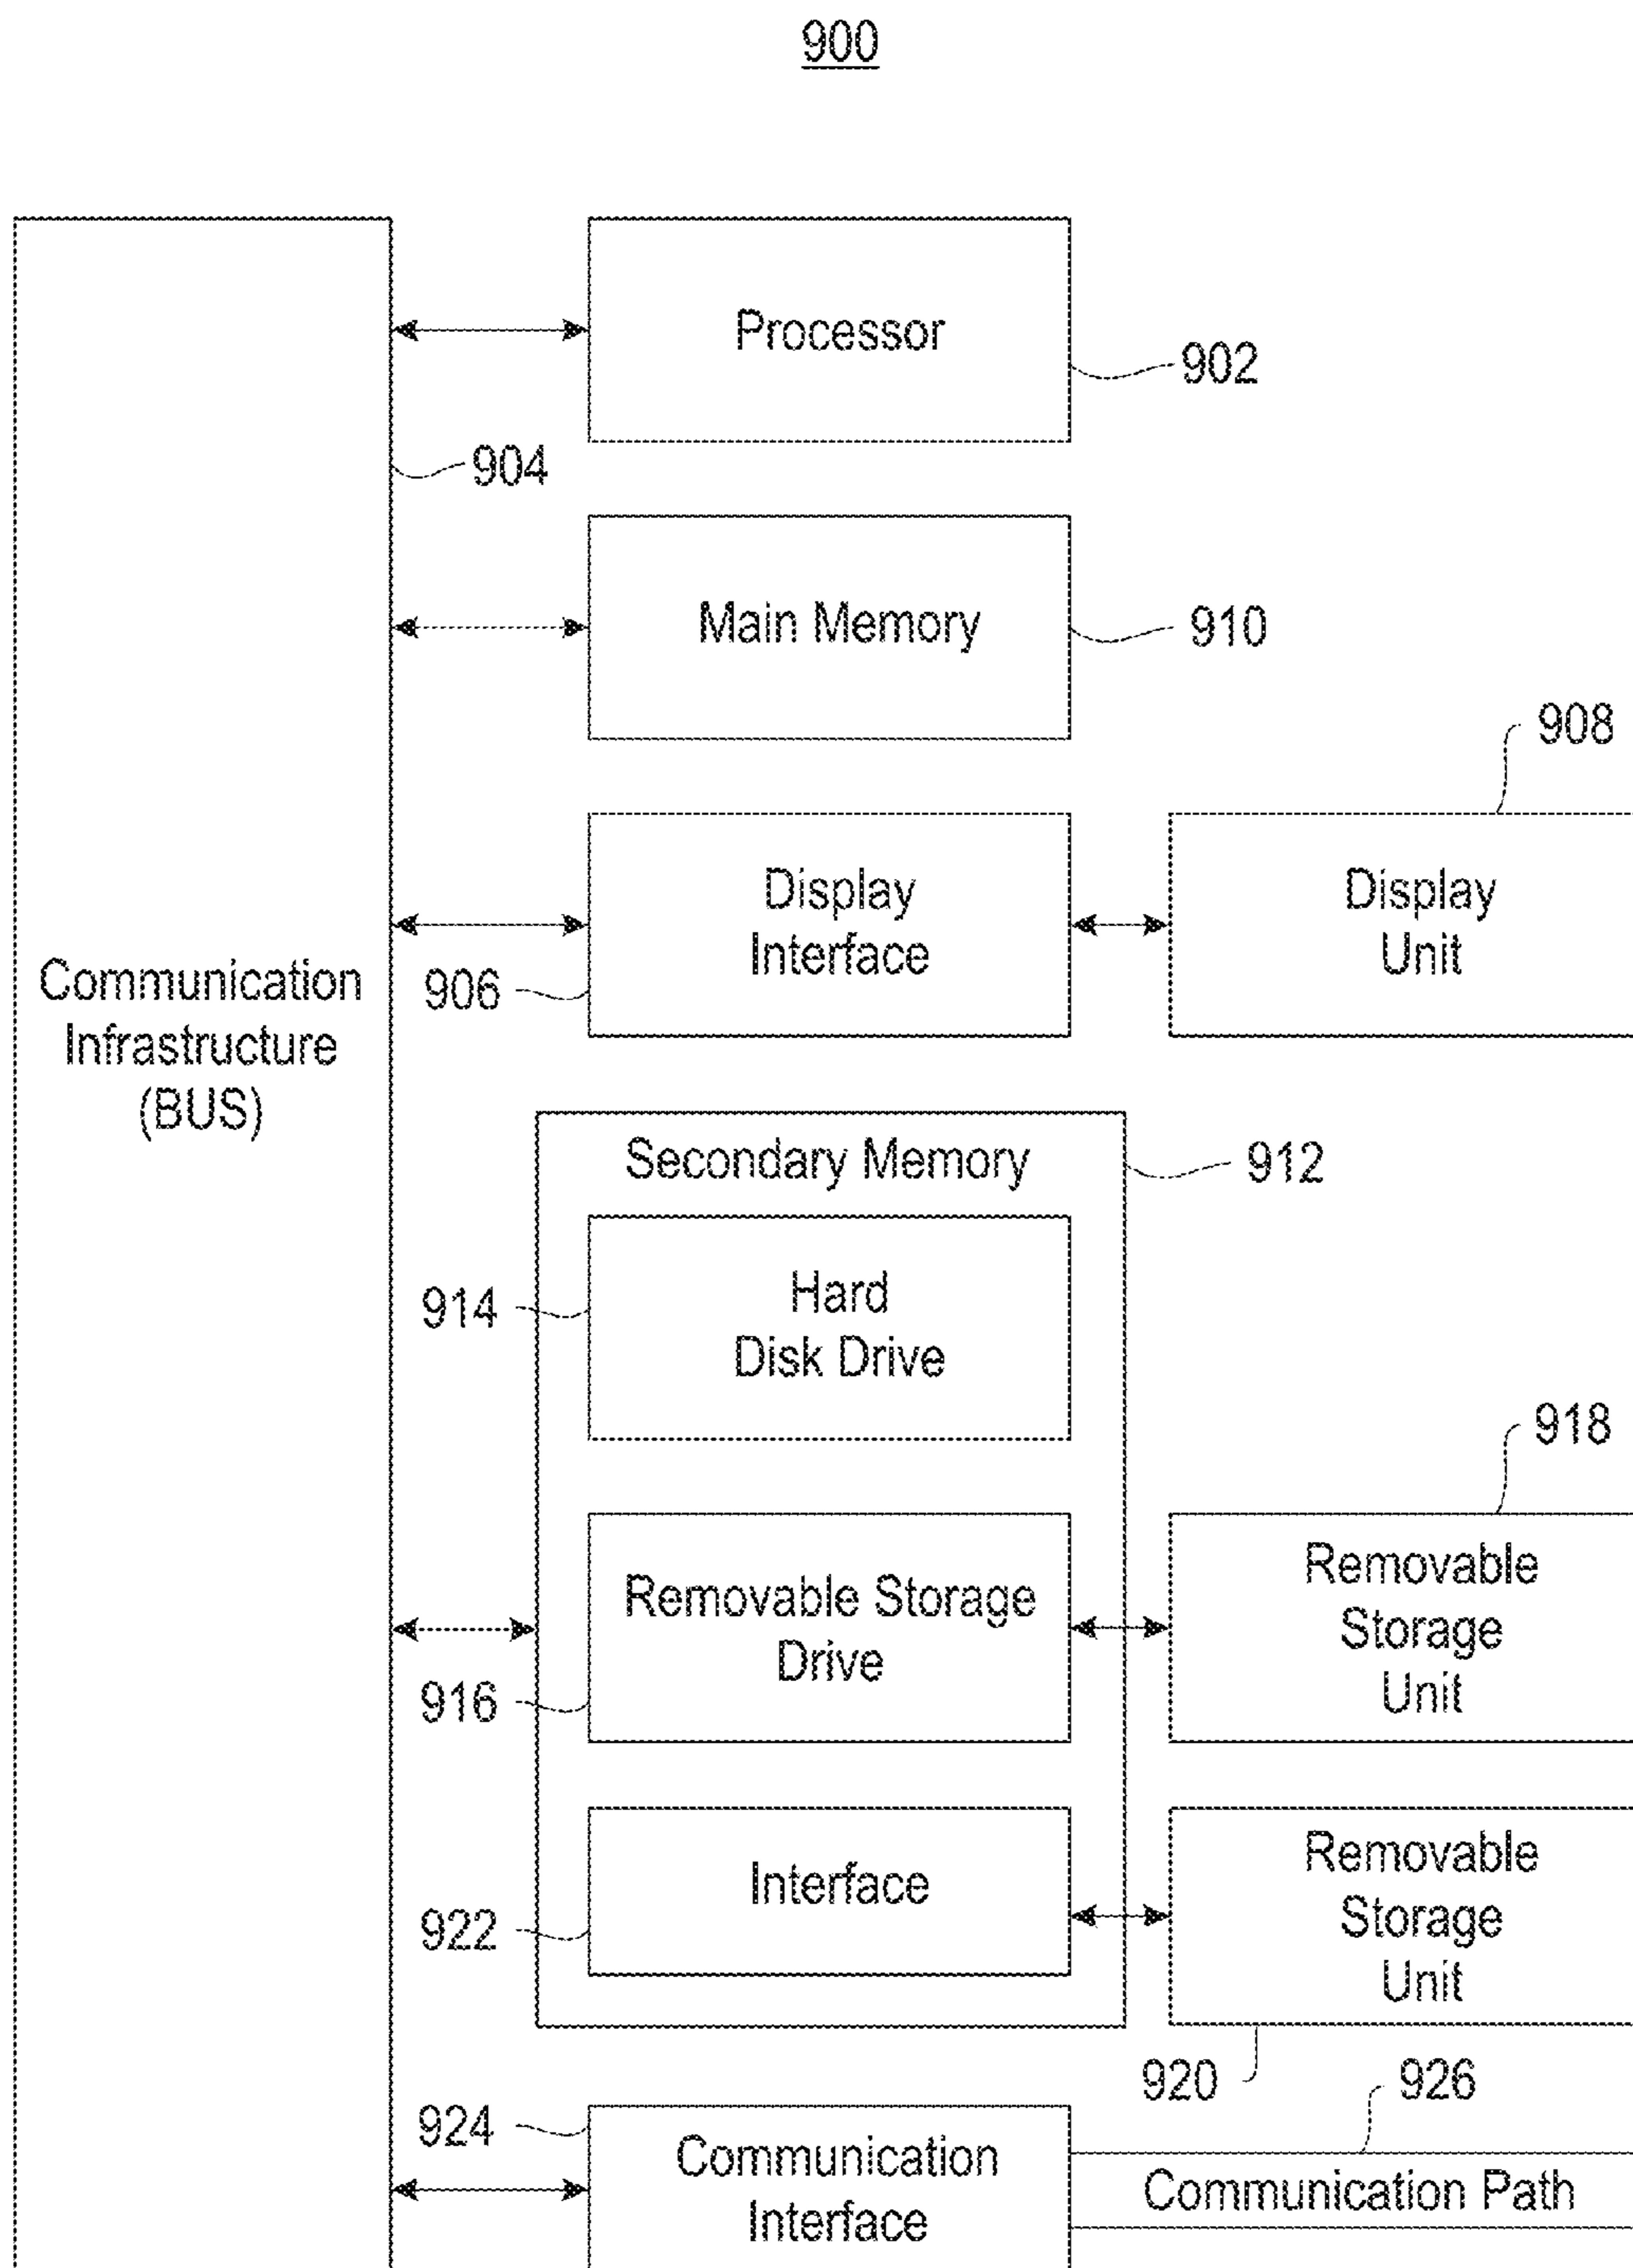 900
Processor
902
904
Main Memory
910
908
Display
Interface
906
Display
Unit
Communication
Infrastructure
(BUS)
Secondary Memory
912
914
Hard
Disk Drive
918
Removable Storage
Drive
916
Removable
Storage
Unit
Interface
922
Removable
Storage
Unit
920
926
924
Communication
Interface
Communication Path